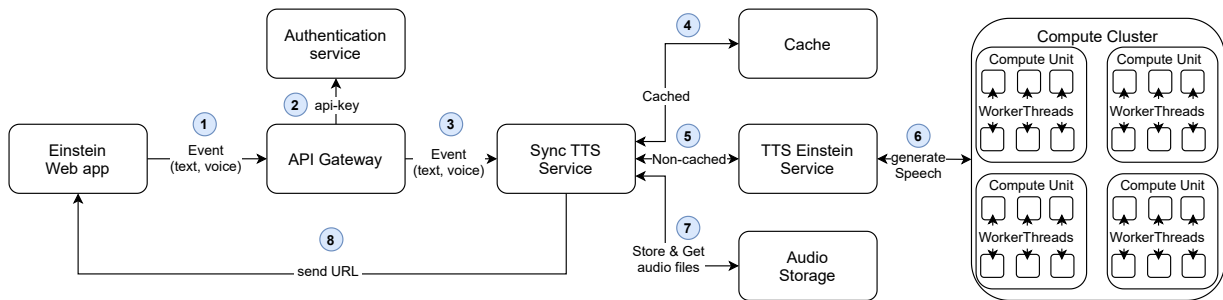 Authentication
service
Cache
Compute Cluster
Compute Unit
WorkerThreads
Compute Unit
WorkerThreads
Compute Unit
WorkerThreads
Compute Unit
WorkerThreads
4
Cached
2
api-key
1
Event
(text, voice)
3
Event
(text, voice)
5
Non-cached
6
generate
Speech
Einstein
Web app
API Gateway
Sync TTS
Service
TTS Einstein
Service
7
Store & Get
audio files
Audio
Storage
8
send URL